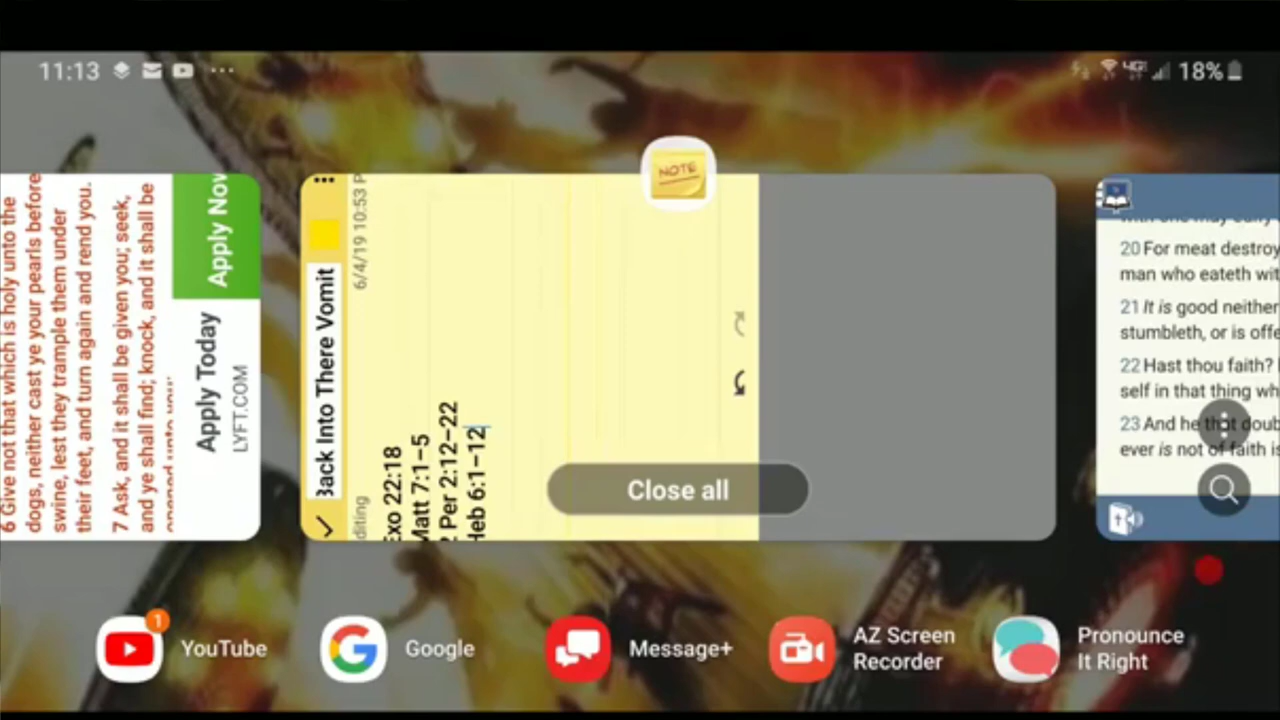 11:13
18%
6 Give not that which is holy unto the
dogs, neither cast ye your pearls before
swine, lest they trample them under
their feet, and turn again and rend you.
7 Ask, and it shall be given you; seek,
and ye shall find; knock, and it shall be
Apply Now
Apply Today
LYFT.COM
NOTE
Back Into There Vomit
6/4/19 10:53 P
diting
Exo 22:18
Matt 7:1-5
2 Per 2:12-22
Heb 6:1-12
Close all
20 For meat destroy
man who eateth wit
21 It is good neither
stumbleth, or is offe
22 Hast thou faith?
self in that thing wh
23 And he that doub
ever is not of faith is
YouTube
1
Google
Message+
AZ Screen
Recorder
Pronounce
It Right